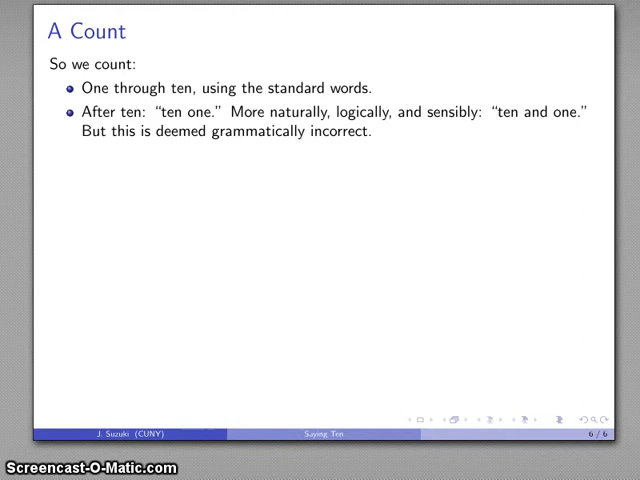 A Count
So we count:
One through ten, using the standard words.
After ten: “ten one.” More naturally, logically, and sensibly: “ten and one.”
But this is deemed grammatically incorrect.
J. Suzuki (CUNY)
Saying Ten
6 / 6
Screencast-O-Matic.com